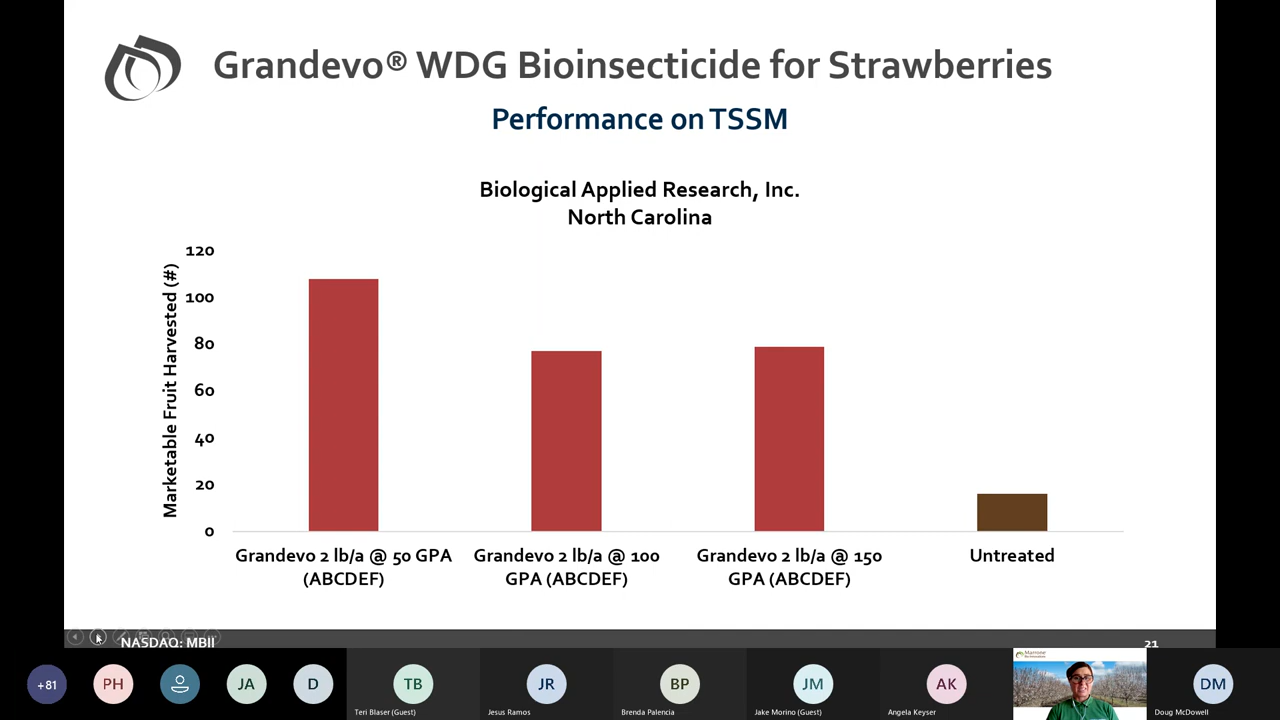 Grandevo® WDG Bioinsecticide for Strawberries
Performance on TSSM
Biological Applied Research, Inc.
North Carolina
Marketable Fruit Harvested (#)
120
100
80
60
40
20
0
Grandevo 2 lb/a @ 50 GPA
(ABCDEF)
Grandevo 2 lb/a @ 100
GPA (ABCDEF)
Grandevo 2 lb/a @ 150
GPA (ABCDEF)
Untreated
NASDAQ: MBII
21
+81
PH
JA
D
TB
Teri Blaser (Guest)
JR
Jesus Ramos
BP
Brenda Palencia
JM
Jake Morino (Guest)
AK
Angela Keyser
Marrone
DM
Doug McDowell